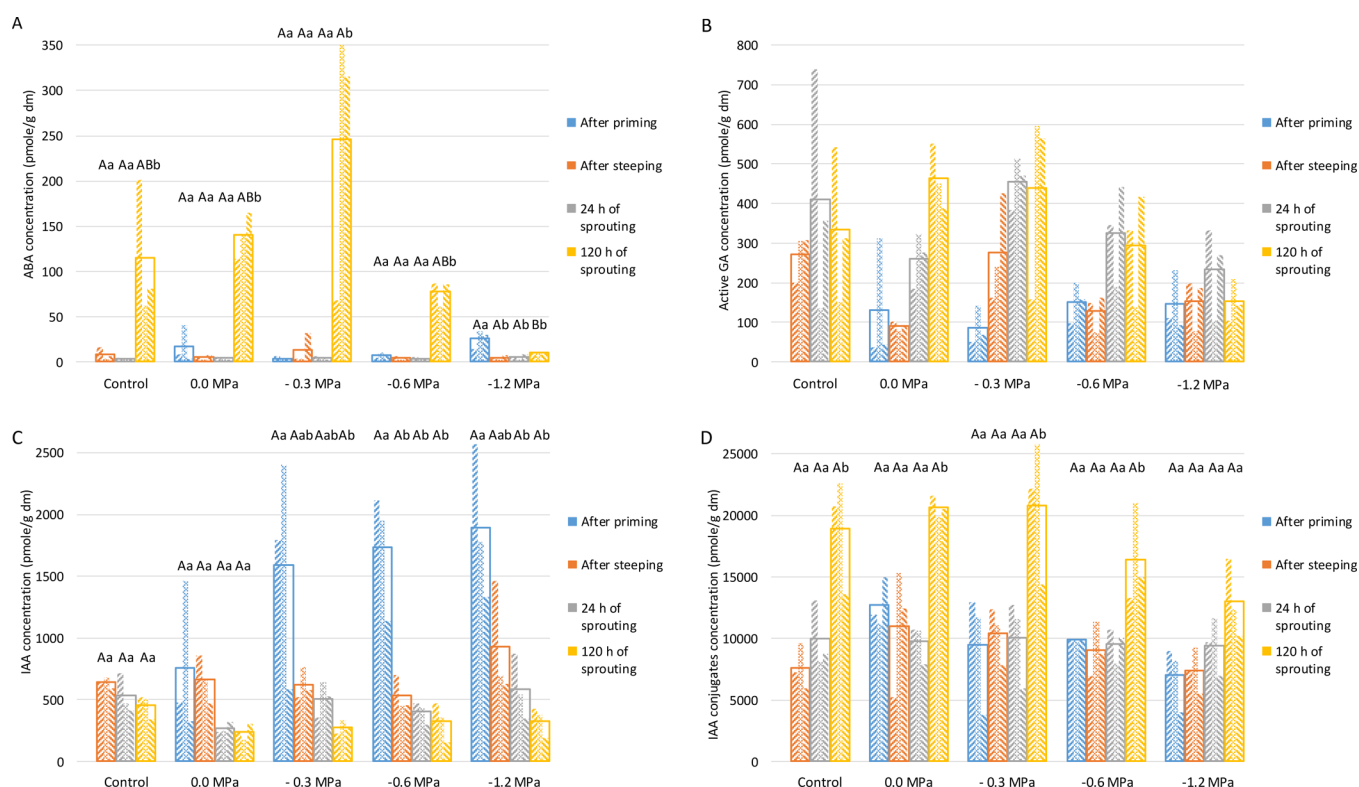 A
ABA concentration (pmole/g dm)
350
300
250
200
150
100
50
0
Aa Aa ABb
Aa Aa Aa ABb
Aa Aa Aa Ab
Aa Aa Aa ABb
Aa Ab Ab Bb
Control
0.0 MPa
- 0.3 MPa
-0.6 MPa
-1.2 MPa
After priming
After steeping
24 h of
sprouting
120 h of
sprouting
B
Active GA concentration (pmole/g dm)
800
700
600
500
400
300
200
100
0
Control
0.0 MPa
- 0.3 MPa
-0.6 MPa
-1.2 MPa
After priming
After steeping
24 h of
sprouting
120 h of
sprouting
C
IAA concentration (pmole/g dm)
2500
2000
1500
1000
500
0
Aa Aa Aa
Aa Aa Aa Aa
Aa Aab Aab Ab
Aa Ab Ab Ab
Aa Aab Ab Ab
Control
0.0 MPa
- 0.3 MPa
-0.6 MPa
-1.2 MPa
After priming
After steeping
24 h of
sprouting
120 h of
sprouting
D
IAA conjugates concentration (pmole/g dm)
25000
20000
15000
10000
5000
0
Aa Aa Ab
Aa Aa Aa Ab
Aa Aa Aa Ab
Aa Aa Aa Ab
Aa Aa Aa Aa
Control
0.0 MPa
- 0.3 MPa
-0.6 MPa
-1.2 MPa
After priming
After steeping
24 h of
sprouting
120 h of
sprouting